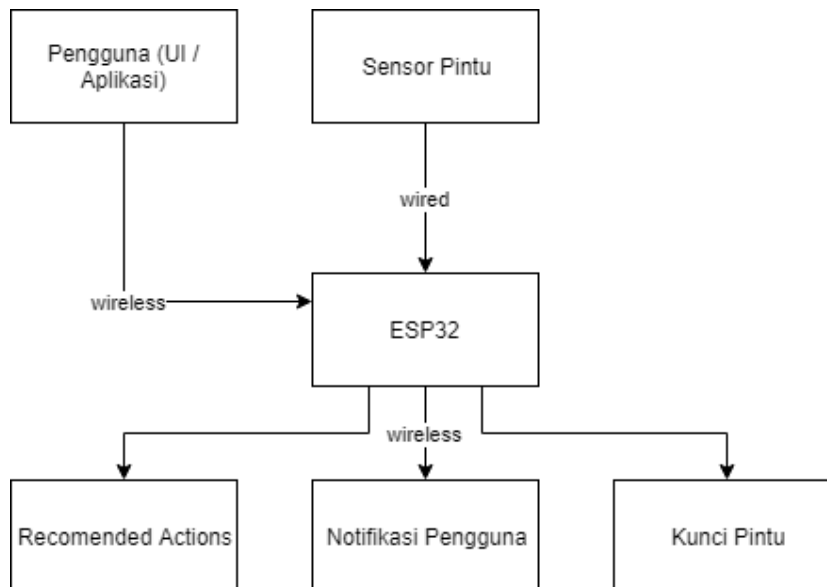 Pengguna (UI /
Aplikasi)
Sensor Pintu
wired
wireless
ESP32
wireless
Recomended Actions
Notifikasi Pengguna
Kunci Pintu